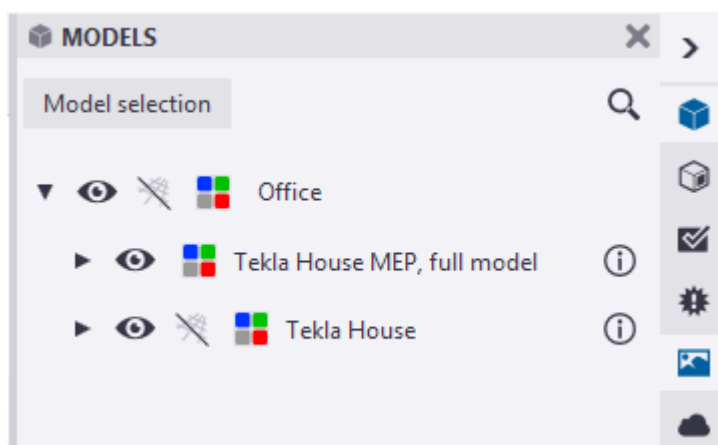 MODELS
Model selection
Office
Tekla House MEP, full model
Tekla House